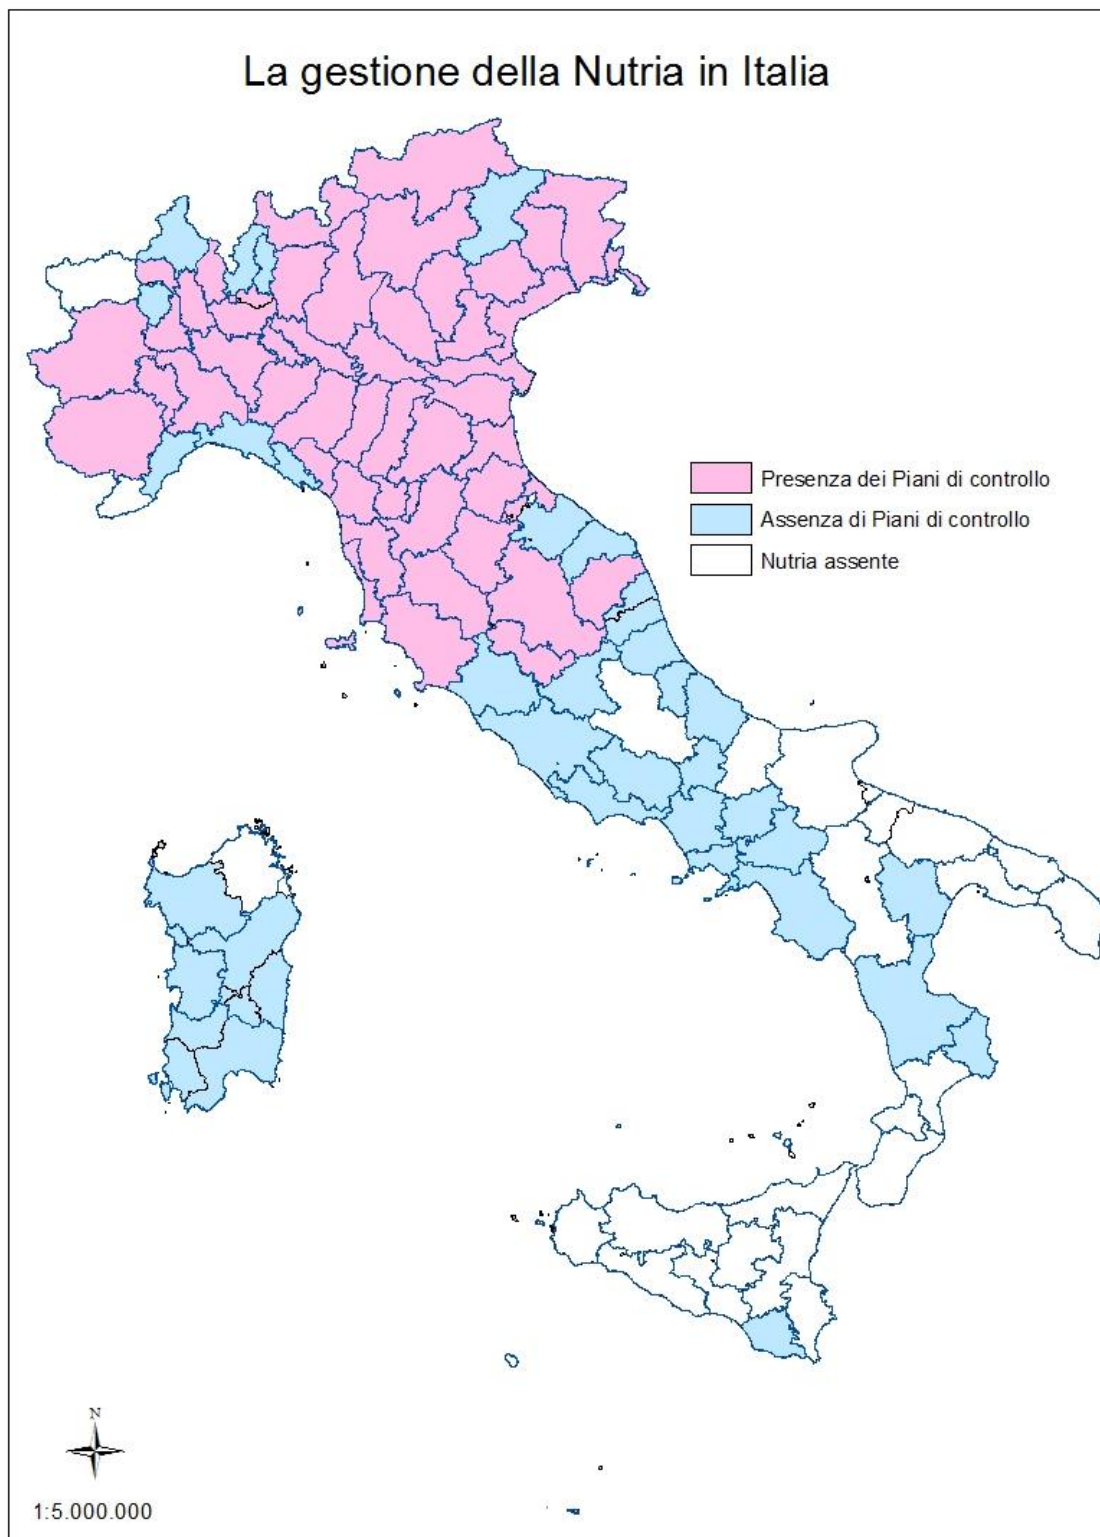 La gestione della Nutria in Italia
Presenza dei Piani di controllo
Assenza di Piani di controllo
Nutria assente
N
1:5.000.000